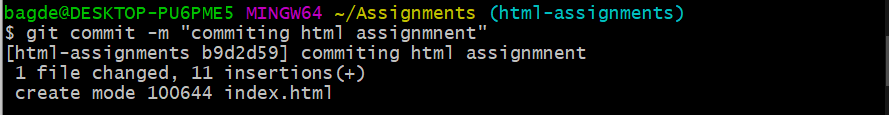 bagde@DESKTOP-PU6PME5 MINGW64 ~/Assignments (html-assignments)
$ git commit -m "commiting html assignmnent"
[html-assignments b9d2d59] commiting html assignmnent
 1 file changed, 11 insertions(+)
 create mode 100644 index.html